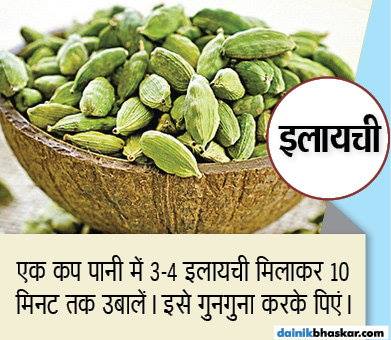 इलायची
एक कप पानी में 3-4 इलायची मिलाकर 10
मिनट तक उबालें। इसे गुनगुना करके पिएं।
dainikbhaskar.com